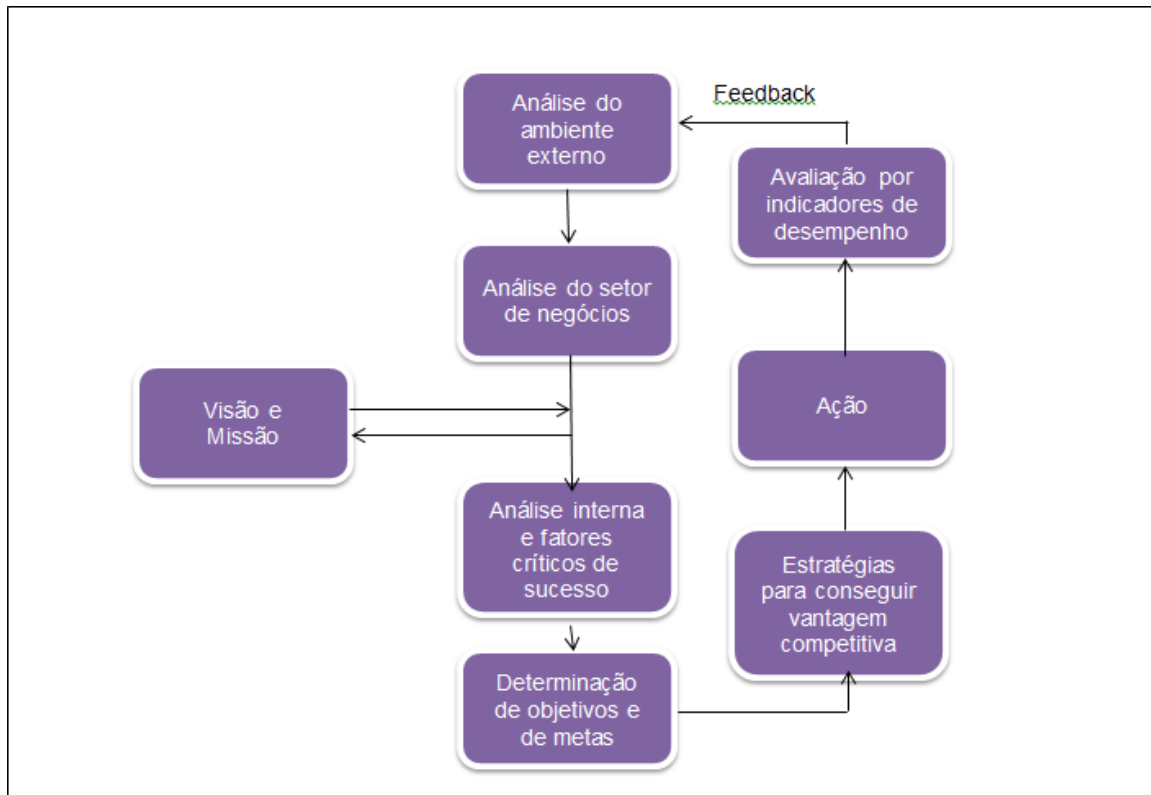 Análise do
ambiente
externo
Feedback
Avaliação por
indicadores de
desempenho
Análise do setor
de negócios
Visão e
Missão
Ação
Análise interna
e fatores
críticos de
sucesso
Estratégias
para conseguir
vantagem
competitiva
Determinação
de objetivos e
de metas